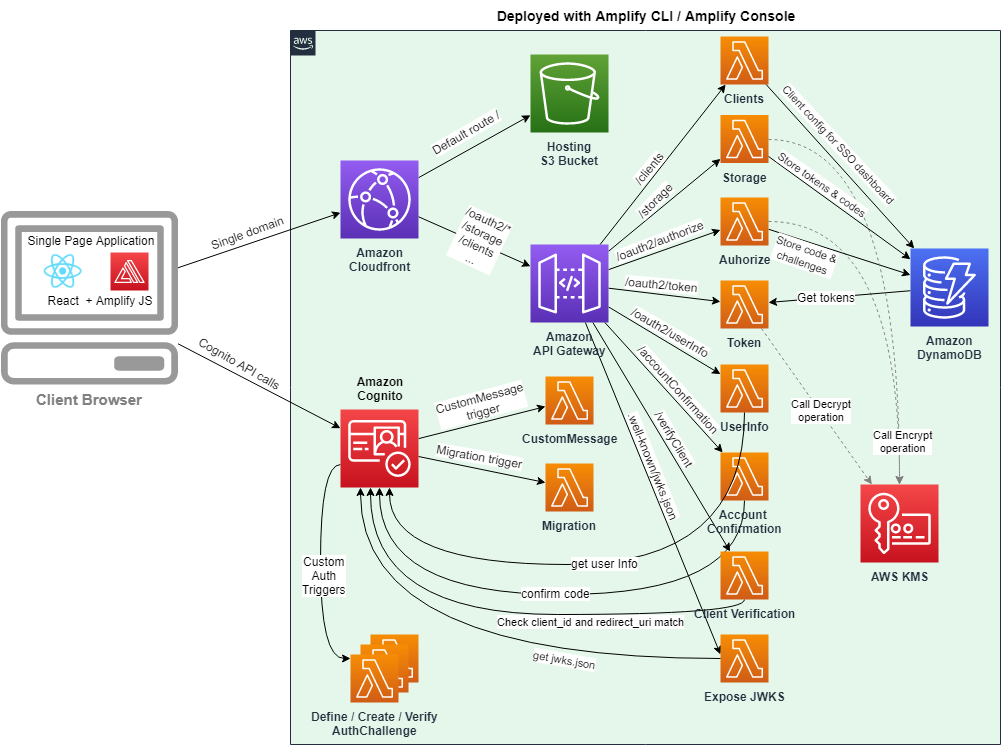 Deployed with Amplify CLI / Amplify Console
aws
Clients
Client config for SSO dashboard
Default route /
Hosting
S3 Bucket
/clients
Storage
Store tokens & codes
/storage
Single Page Application
React
+ Amplify JS
Single domain
Amazon
Cloudfront
/oauth2/*
/storage
/clients
...
/oauth2/authorize
Auhorize
Store code &
challenges
Amazon
API Gateway
/oauth2/token
Token
Get tokens
Amazon
DynamoDB
Client Browser
Cognito API calls
/oauth2/userInfo
UserInfo
Call Decrypt
operation
Call Encrypt
operation
Amazon
Cognito
CustomMessage
trigger
CustomMessage
/accountConfirmation
Account
Confirmation
Migration trigger
Migration
/verifyClient
.well-known/jwks.json
AWS KMS
Custom
Auth
Triggers
get user Info
confirm code
Client Verification
Check client_id and redirect_uri match
get jwks.json
Expose JWKS
Define / Create / Verify
AuthChallenge